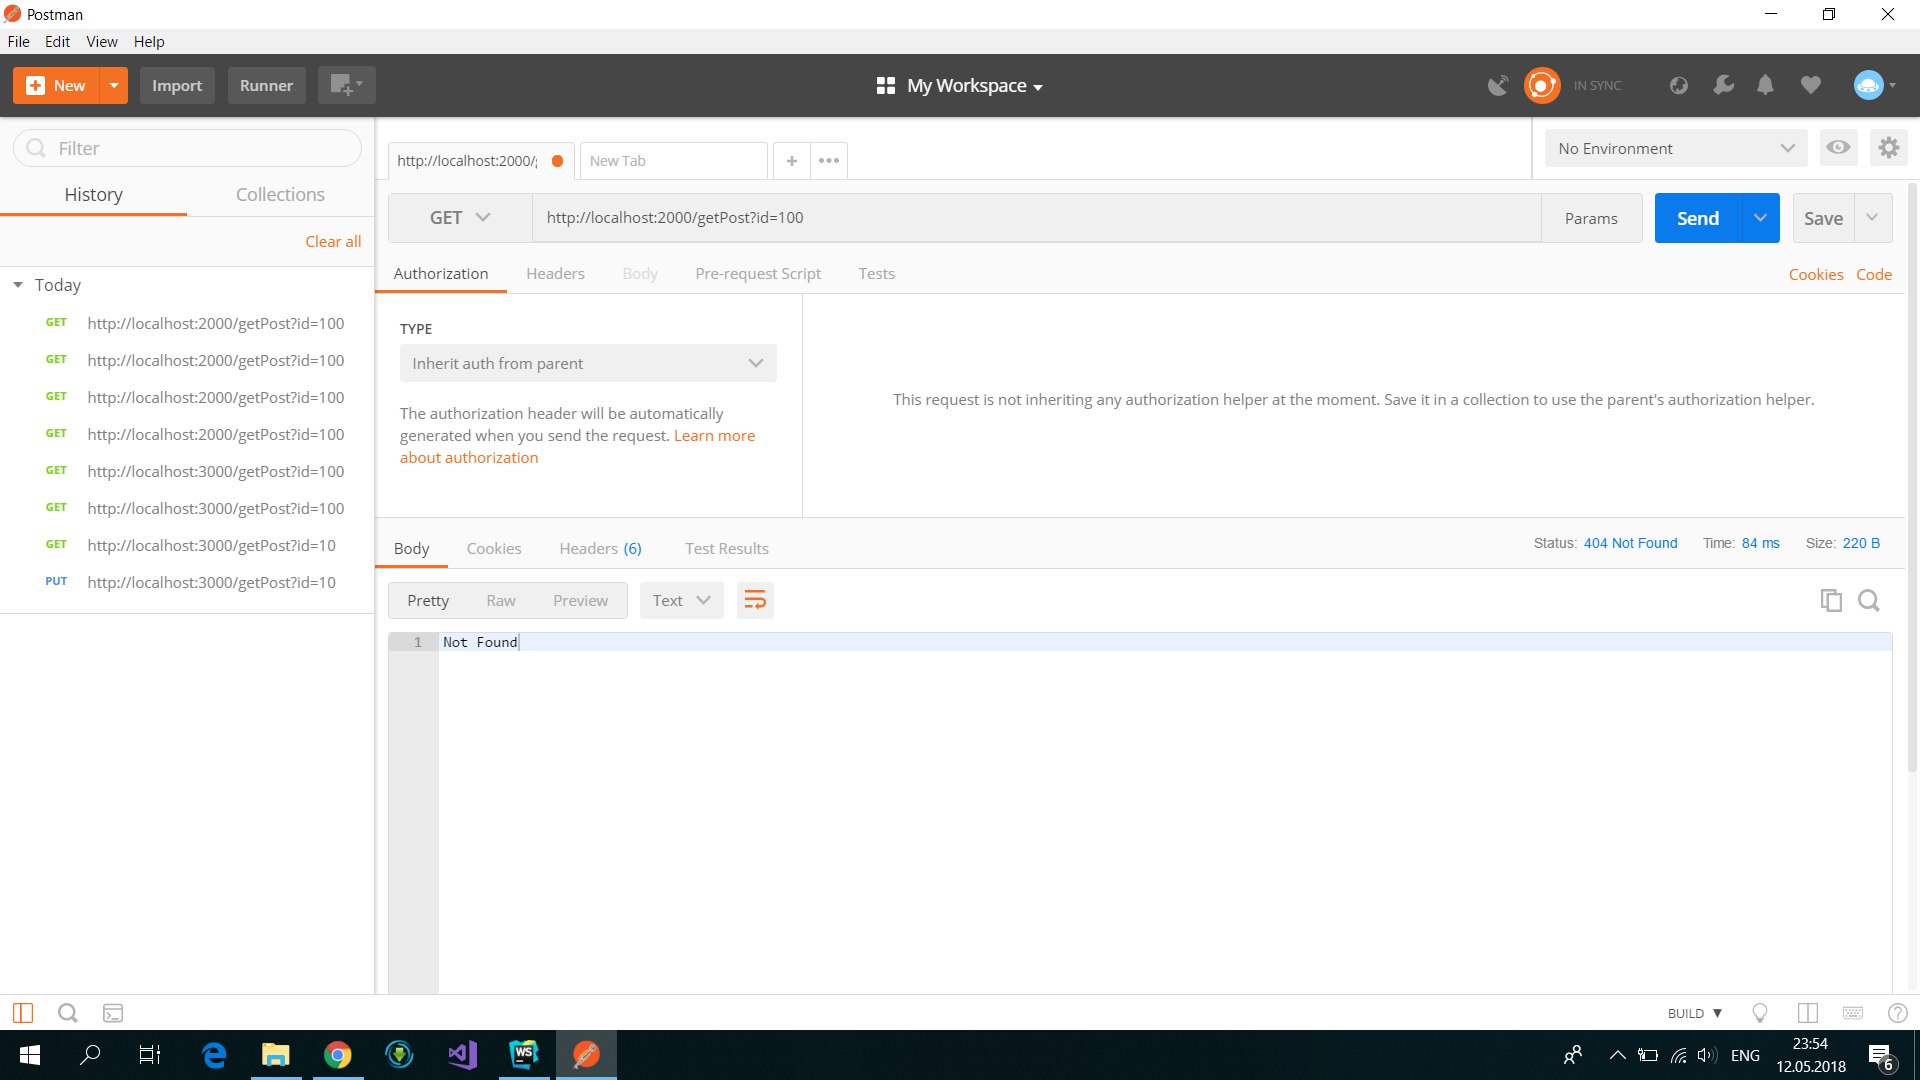 Postman
File Edit View Help
New Import Runner My Workspace IN SYNC
Filter
History Collections
Clear all
Today
GET http://localhost:2000/getPost?id=100
GET http://localhost:2000/getPost?id=100
GET http://localhost:2000/getPost?id=100
GET http://localhost:2000/getPost?id=100
GET http://localhost:3000/getPost?id=100
GET http://localhost:3000/getPost?id=100
GET http://localhost:3000/getPost?id=10
PUT http://localhost:3000/getPost?id=10
http://localhost:2000/ New Tab + ••• No Environment
GET http://localhost:2000/getPost?id=100 Params Send Save
Authorization Headers Body Pre-request Script Tests Cookies Code
TYPE
Inherit auth from parent
The authorization header will be automatically
generated when you send the request. Learn more
about authorization
This request is not inheriting any authorization helper at the moment. Save it in a collection to use the parent's authorization helper.
Body Cookies Headers (6) Test Results Status: 404 Not Found Time: 84 ms Size: 220 B
Pretty Raw Preview Text
1 Not Found
BUILD
WS
ENG
23:54
12.05.2018
6